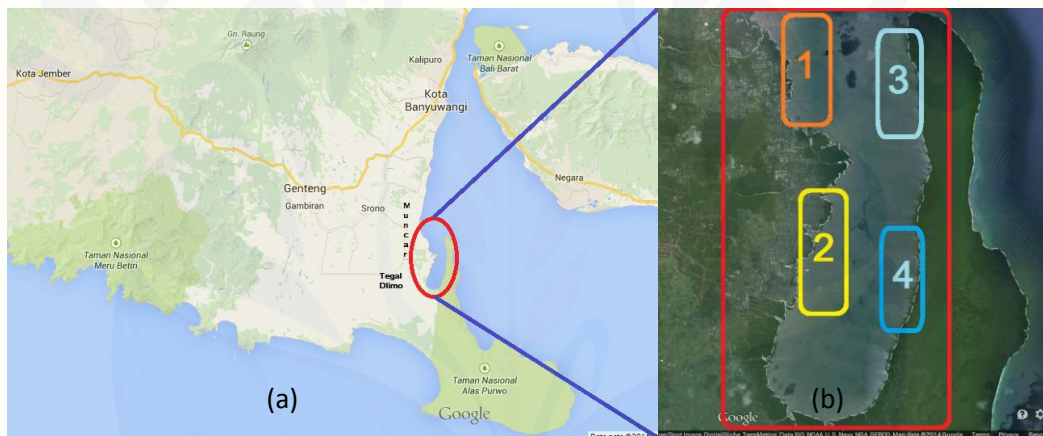 Gn. Raung
Kota Jember
Kalipuro
Taman Nasional
Bali Barat
Kota
Banyuwangi
Negara
Genteng
Gambiran
Srono
Muncar
Tegal
Dlimo
Taman Nasional
Meru Betiri
Taman Nasional
Alas Purwo
Google
(a)
1
3
2
4
Google
(b)